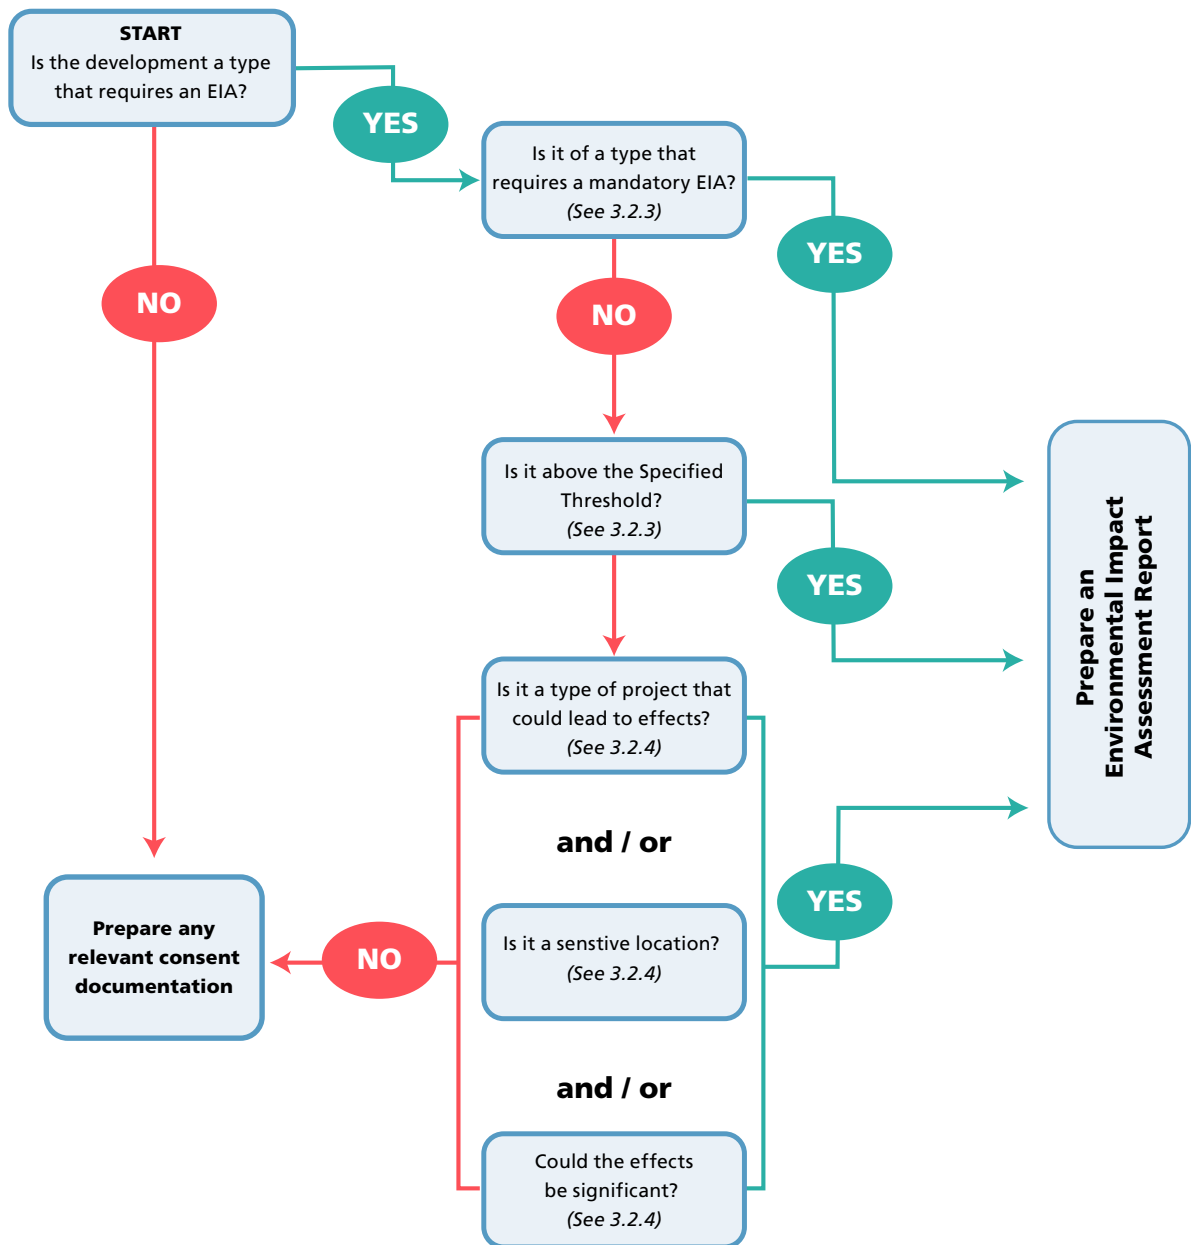 START
Is the development a type
that requires an EIA?
YES
Is it of a type that
requires a mandatory EIA?
(See 3.2.3)
YES
NO
NO
Is it above the Specified
Threshold?
(See 3.2.3)
YES
Prepare an
Environmental Impact
Assessment Report
Is it a type of project that
could lead to effects?
(See 3.2.4)
and / or
YES
Prepare any
relevant consent
documentation
NO
Is it a senstive location?
(See 3.2.4)
and / or
Could the effects
be significant?
(See 3.2.4)